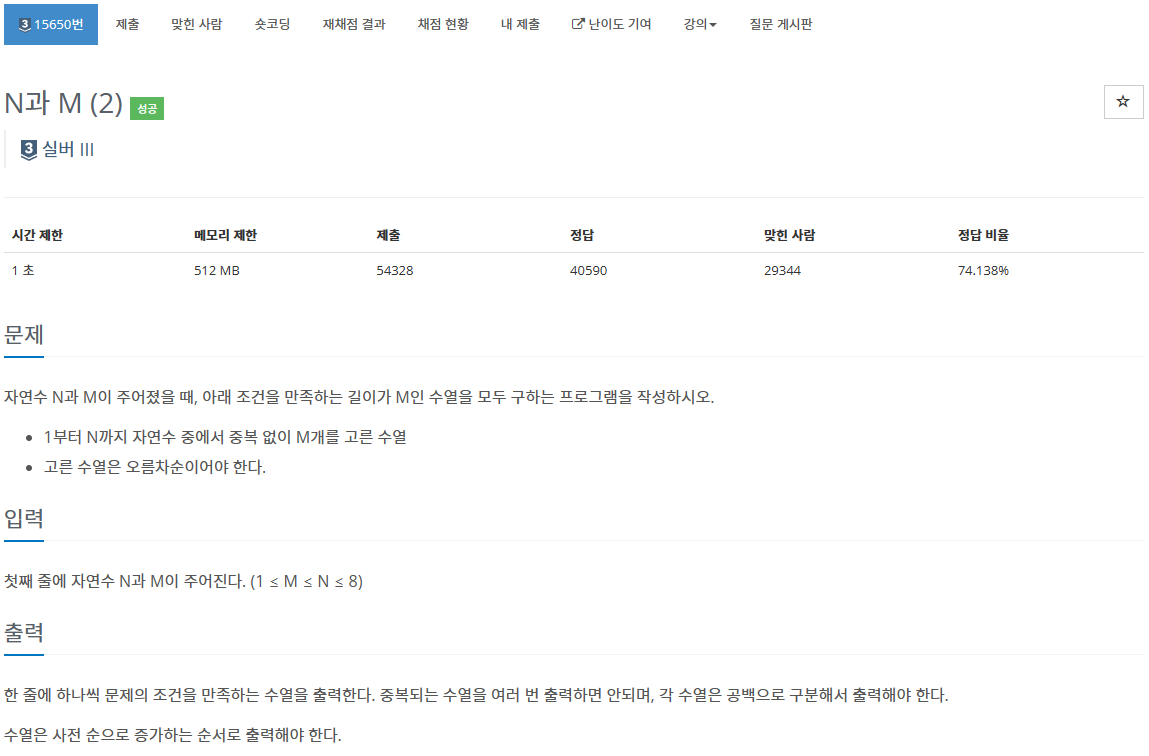 3 15650번 제출 맞힌 사람 숏코딩 재채점 결과 채점 현황 내 제출 난이도 기여 강의 질문 게시판
N과 M (2) 성공
3 실버 III
시간 제한 메모리 제한 제출 정답 맞힌 사람 정답 비율
1 초 512 MB 54328 40590 29344 74.138%
문제
자연수 N과 M이 주어졌을 때, 아래 조건을 만족하는 길이가 M인 수열을 모두 구하는 프로그램을 작성하시오.
• 1부터 N까지 자연수 중에서 중복 없이 M개를 고른 수열
• 고른 수열은 오름차순이어야 한다.
입력
첫째 줄에 자연수 N과 M이 주어진다. (1 ≤ M ≤ N ≤ 8)
출력
한 줄에 하나씩 문제의 조건을 만족하는 수열을 출력한다. 중복되는 수열을 여러 번 출력하면 안되며, 각 수열은 공백으로 구분해서 출력해야 한다.
수열은 사전 순으로 증가하는 순서로 출력해야 한다.